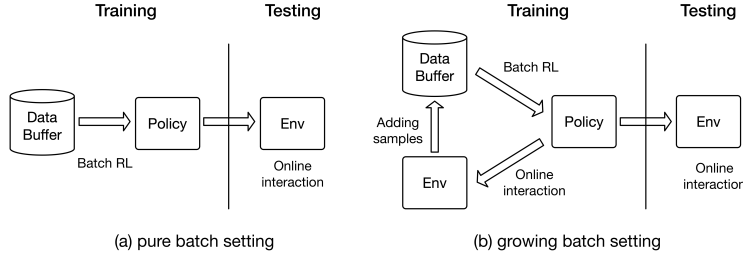 Training
Testing
Data
Buffer
Policy
Env
Batch RL
Online
interaction
(a) pure batch setting
Training
Testing
Data
Buffer
Batch RL
Adding
samples
Policy
Env
Env
Online
interaction
Online
interaction
(b) growing batch setting